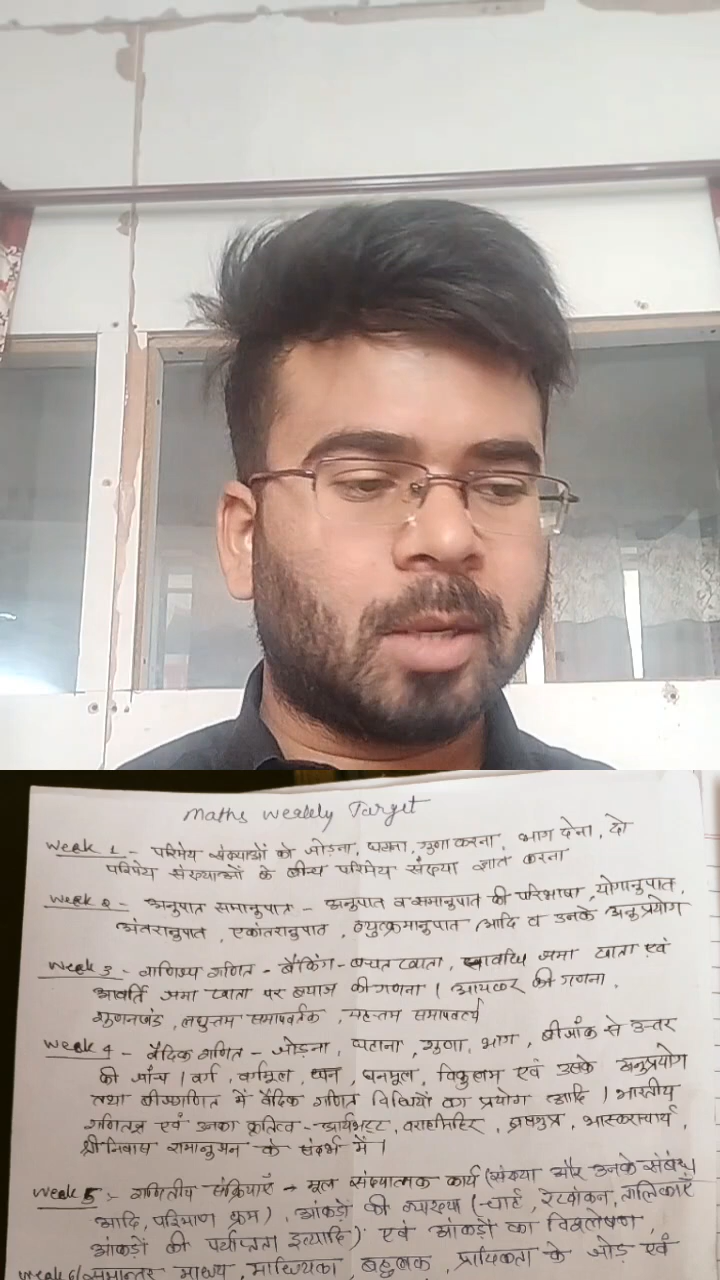 Maths Weekly Target
Week 1 - परिमेय संख्याओं को जोड़ना, घटाना, गुणा करना, भाग देना, दो
परिमेय संख्याओं के बीच परिमेय संख्या ज्ञात करना
Week 2 - अनुपात समानुपात - अनुपात व समानुपात की परिभाषा, योगानुपात,
अंतरानुपात, एकांतरानुपात, व्युत्क्रमानुपात आदि व उनके अनुप्रयोग
Week 3 - वाणिज्य गणित - बैंकिंग - बचत खाता, सावधि जमा खाता एवं
आवर्ति जमा खाता पर ब्याज की गणना। आयकर की गणना,
गुणनखंड, लघुत्तम समापवर्तक, महत्तम समापवर्त्य
Week 4 - वैदिक गणित - जोड़ना, घटाना, गुणा, भाग, बीजांक से उत्तर
की जाँच। वर्ग, वर्गमूल, घन, घनमूल, विकुलम एवं उसके अनुप्रयोग
तथा बीजगणित में वैदिक गणित विधियों का प्रयोग आदि। भारतीय
गणितज्ञ एवं उनका कृतित्व - आर्यभट्ट, वराहमिहिर, ब्रह्मगुप्त, भास्कराचार्य,
श्रीनिवास रामानुजन के संदर्भ में।
Week 5 :- गणितीय संक्रियाएँ → मूल संख्यात्मक कार्य (संख्या और उनके संबंध
आदि, परिमाण क्रम), आंकड़ों की व्याख्या (चार्ट, रेखांकन, तालिकाएँ
आंकड़ों की पर्याप्तता इत्यादि) एवं आंकड़ों का विश्लेषण,
Week 6 समान्तर माध्य, माध्यिका, बहुलक, प्रायिकता के जोड़ एवं